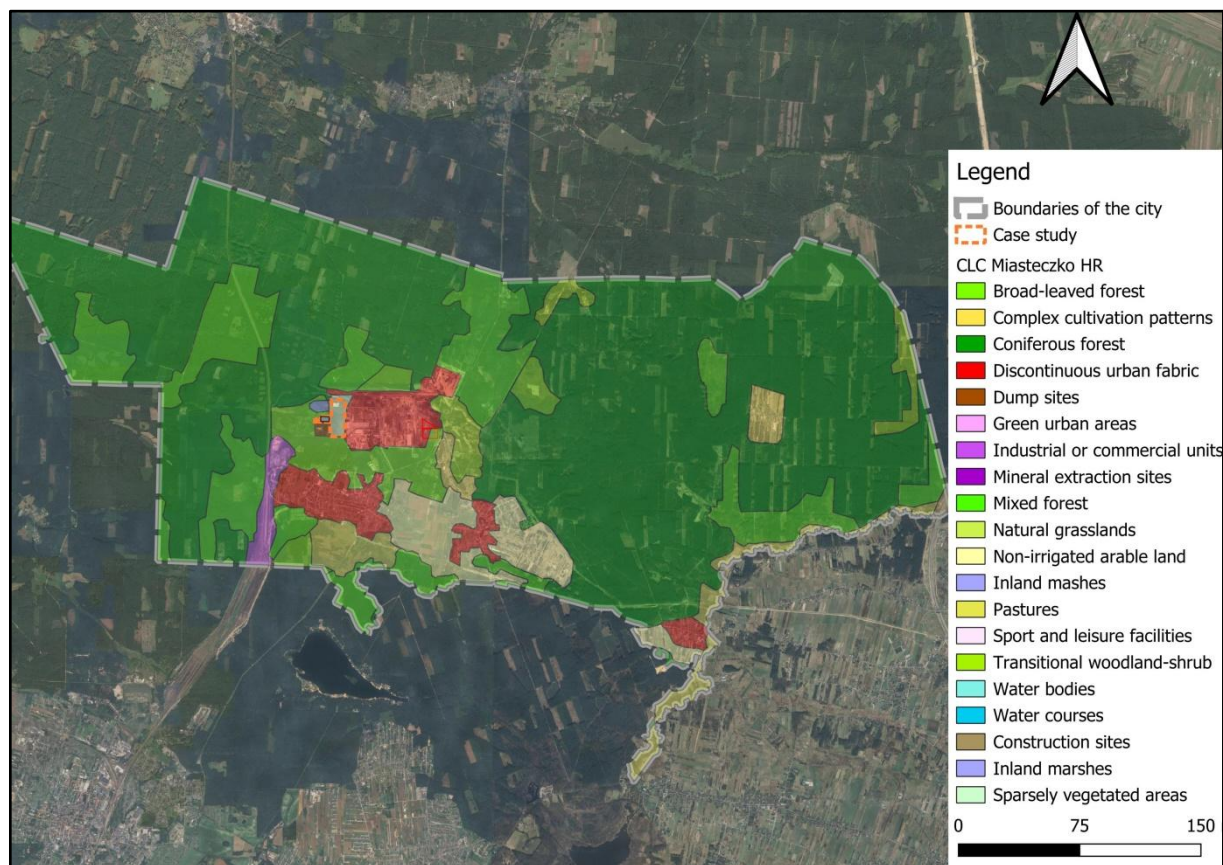 Legend
Boundaries of the city
Case study
CLC Miasteczko HR
Broad-leaved forest
Complex cultivation patterns
Coniferous forest
Discontinuous urban fabric
Dump sites
Green urban areas
Industrial or commercial units
Mineral extraction sites
Mixed forest
Natural grasslands
Non-irrigated arable land
Inland mashes
Pastures
Sport and leisure facilities
Transitional woodland-shrub
Water bodies
Water courses
Construction sites
Inland marshes
Sparsely vegetated areas
0 75 150